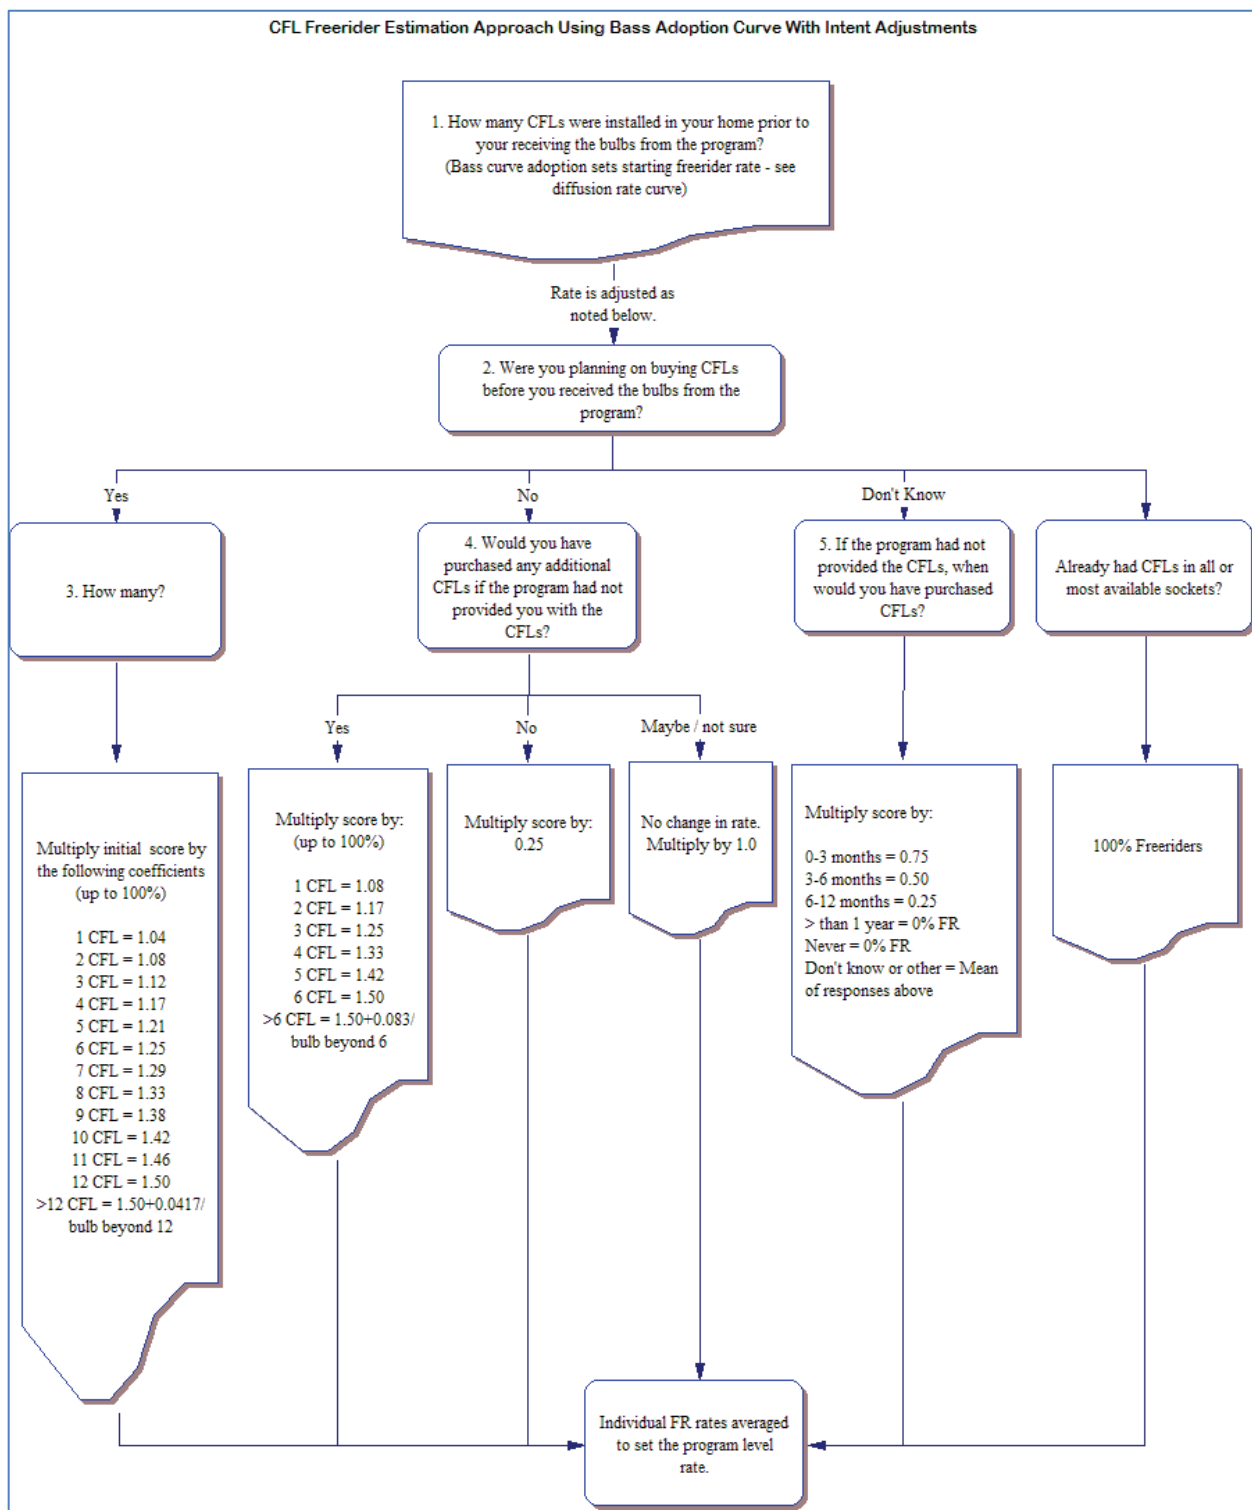 CFL Freerider Estimation Approach Using Bass Adoption Curve With Intent Adjustments
1. How many CFLs were installed in your home prior to
your receiving the bulbs from the program?
(Bass curve adoption sets starting freerider rate - see
diffusion rate curve)
Rate is adjusted as
noted below.
2. Were you planning on buying CFLs
before you received the bulbs from the
program?
Yes
No
Don't Know
3. How many?
4. Would you have
purchased any additional
CFLs if the program had not
provided you with the
CFLs?
5. If the program had not
provided the CFLs, when
would you have purchased
CFLs?
Already had CFLs in all or
most available sockets?
Yes
No
Maybe / not sure
Multiply initial score by
the following coefficients
(up to 100%)
1 CFL = 1.04
2 CFL = 1.08
3 CFL = 1.12
4 CFL = 1.17
5 CFL = 1.21
6 CFL = 1.25
7 CFL = 1.29
8 CFL = 1.33
9 CFL = 1.38
10 CFL = 1.42
11 CFL = 1.46
12 CFL = 1.50
>12 CFL = 1.50+0.0417/
bulb beyond 12
Multiply score by:
(up to 100%)
1 CFL = 1.08
2 CFL = 1.17
3 CFL = 1.25
4 CFL = 1.33
5 CFL = 1.42
6 CFL = 1.50
>6 CFL = 1.50+0.083/
bulb beyond 6
Multiply score by:
0.25
No change in rate.
Multiply by 1.0
Multiply score by:
0-3 months = 0.75
3-6 months = 0.50
6-12 months = 0.25
> than 1 year = 0% FR
Never = 0% FR
Don't know or other = Mean
of responses above
100% Freeriders
Individual FR rates averaged
to set the program level
rate.